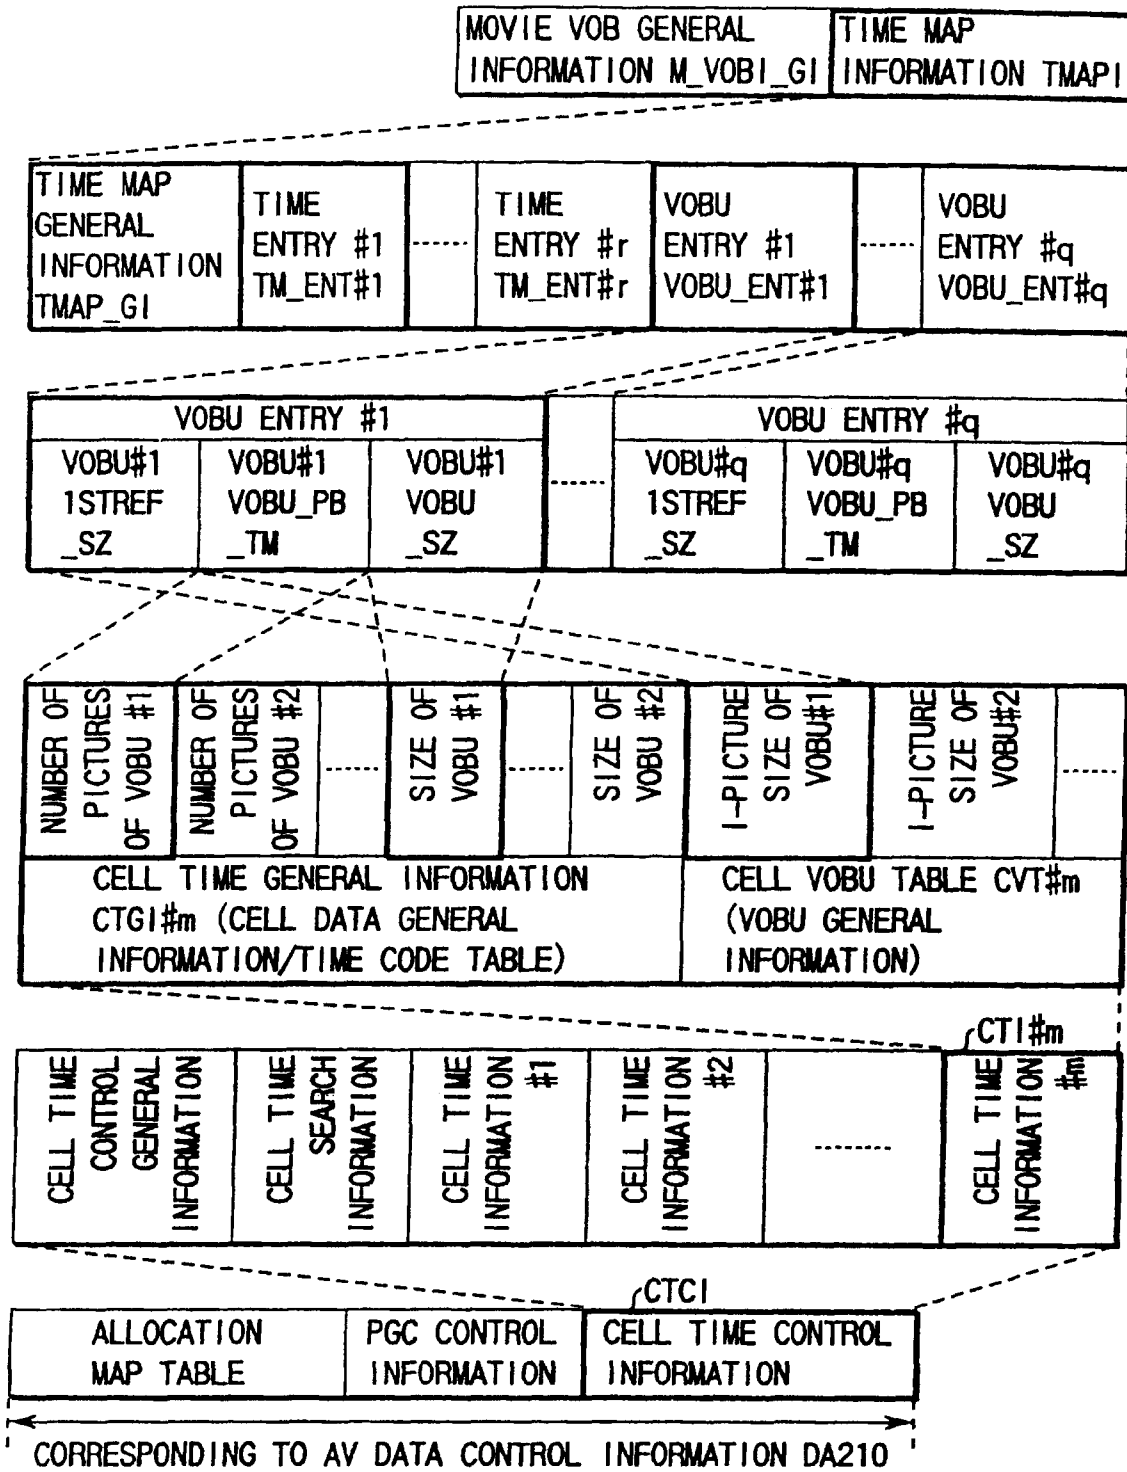 MOVIE VOB GENERAL
INFORMATION M_VOBI_GI
TIME MAP
INFORMATION TMAPI
TIME MAP
GENERAL
INFORMATION
TMAP_GI
TIME
ENTRY #1
TM_ENT#1
........
TIME
ENTRY #r
TM_ENT#r
VOBU
ENTRY #1
VOBU_ENT#1
........
VOBU
ENTRY #q
VOBU_ENT#q
VOBU ENTRY #1
VOBU#1
1STREF
_SZ
VOBU#1
VOBU_PB
_TM
VOBU#1
VOBU
_SZ
........
VOBU ENTRY #q
VOBU#q
1STREF
_SZ
VOBU#q
VOBU_PB
_TM
VOBU#q
VOBU
_SZ
NUMBER OF
PICTURES
OF VOBU #1
NUMBER OF
PICTURES
OF VOBU #2
........
SIZE OF
VOBU #1
........
SIZE OF
VOBU #2
I-PICTURE
SIZE OF
VOBU#1
I-PICTURE
SIZE OF
VOBU#2
........
CELL TIME GENERAL INFORMATION
CTGI#m (CELL DATA GENERAL
INFORMATION/TIME CODE TABLE)
CELL VOBU TABLE CVT#m
(VOBU GENERAL
INFORMATION)
CTI#m
CELL TIME
CONTROL
GENERAL
INFORMATION
CELL TIME
SEARCH
INFORMATION
CELL TIME
INFORMATION
#1
CELL TIME
INFORMATION
#2
........
CELL TIME
INFORMATION
#m
CTCI
ALLOCATION
MAP TABLE
PGC CONTROL
INFORMATION
CELL TIME CONTROL
INFORMATION
CORRESPONDING TO AV DATA CONTROL INFORMATION DA210